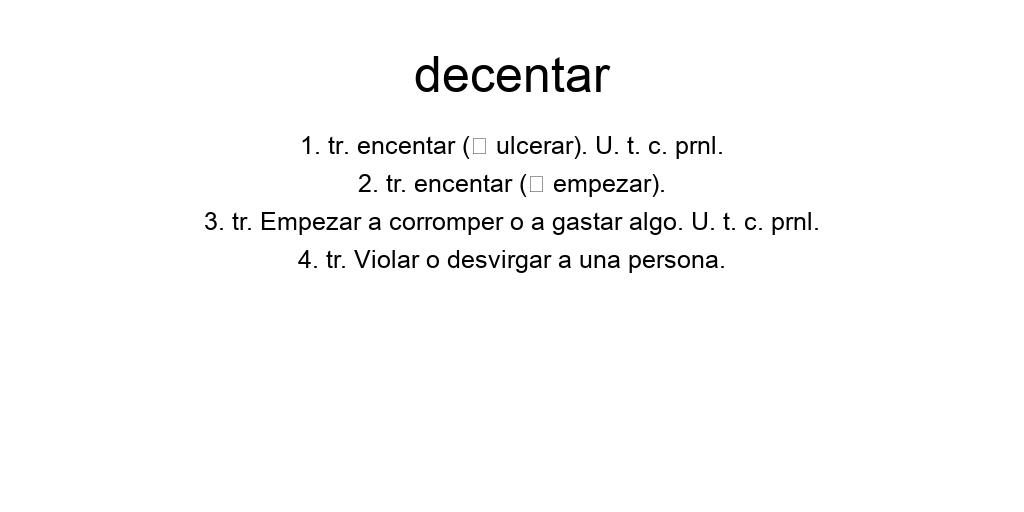 decentar
1. tr. encentar (□ ulcerar). U. t. c. prnl.
2. tr. encentar (□ empezar).
3. tr. Empezar a corromper o a gastar algo. U. t. c. prnl.
4. tr. Violar o desvirgar a una persona.